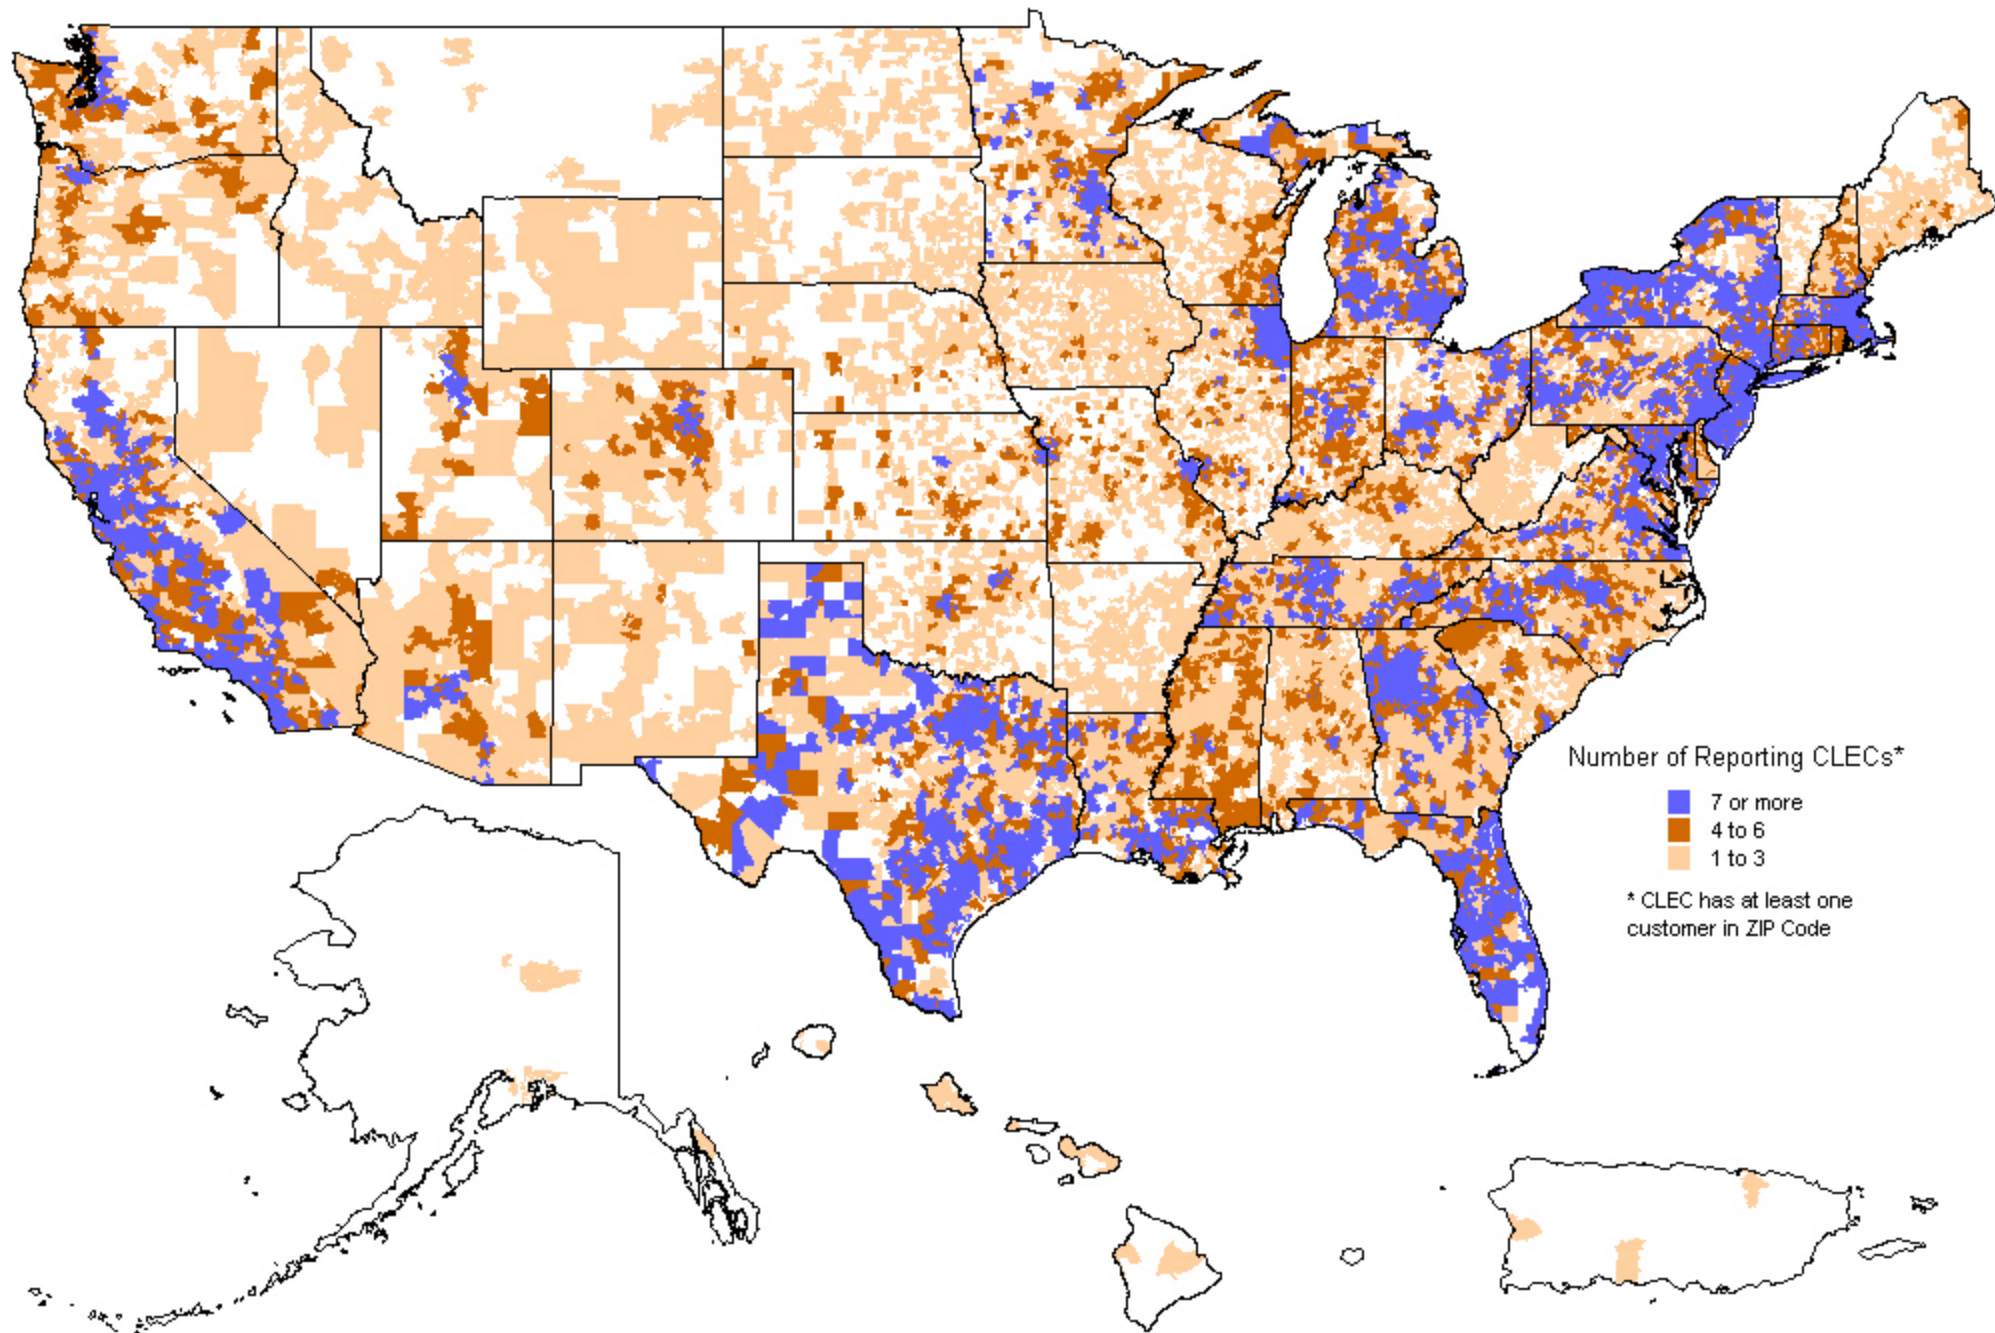 Number of Reporting CLECs*
7 or more
4 to 6
1 to 3
* CLEC has at least one
customer in ZIP Code